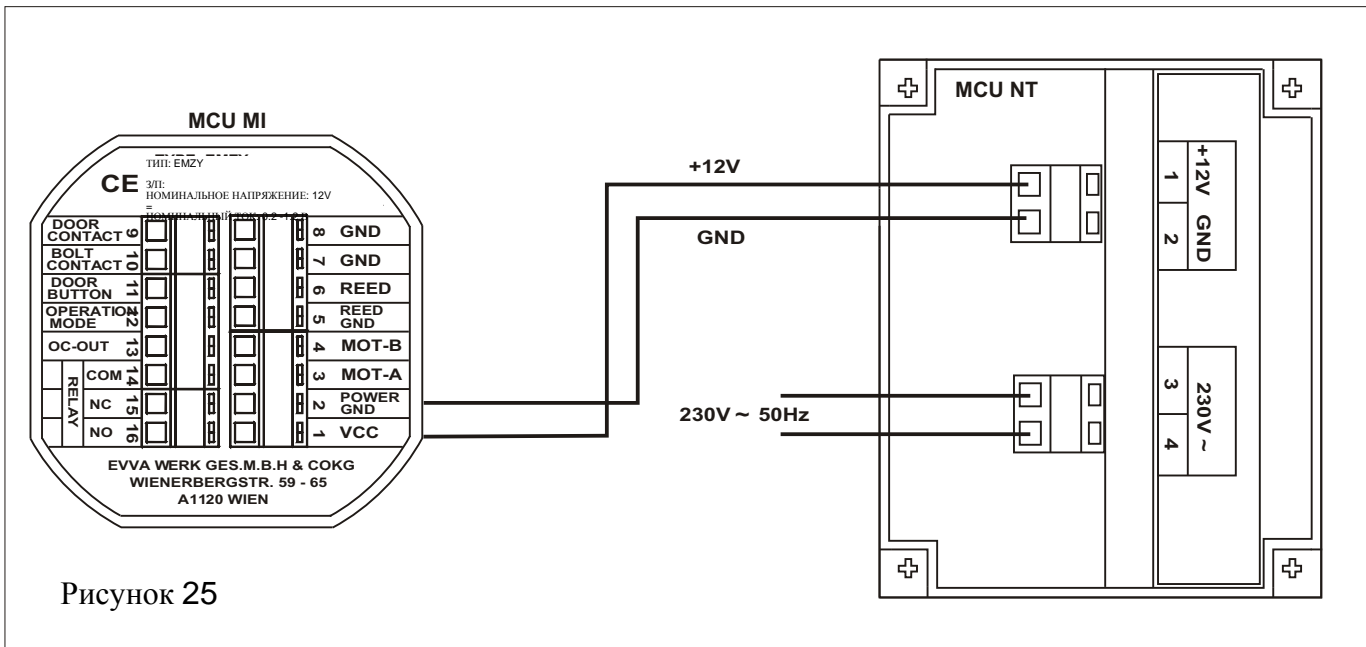 MCU MI
ТИП: EMZY
CE
З/П:
НОМИНАЛЬНОЕ НАПРЯЖЕНИЕ: 12V
=
НОМИНАЛЬНЫЙ ТОК:
DOOR CONTACT 9
BOLT CONTACT 10
DOOR BUTTON 11
OPERATION MODE 12
OC-OUT 13
RELAY
COM 14
NC 15
NO 16
8 GND
7 GND
6 REED
5 REED GND
4 MOT-B
3 MOT-A
2 POWER GND
1 VCC
EVVA WERK GES.M.B.H & COKG
WIENERBERGSTR. 59 - 65
A1120 WIEN
+12V
GND
230V ~ 50Hz
MCU NT
1 +12V
2 GND
3 4 230V ~
Рисунок 25